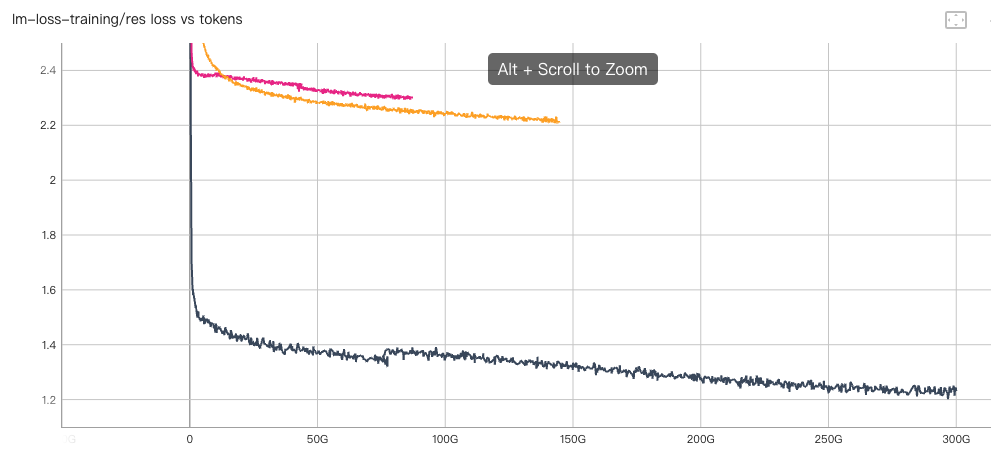 lm-loss-training/res loss vs tokens
Alt + Scroll to Zoom
2.4
2.2
2
1.8
1.6
1.4
1.2
0
50G
100G
150G
200G
250G
300G